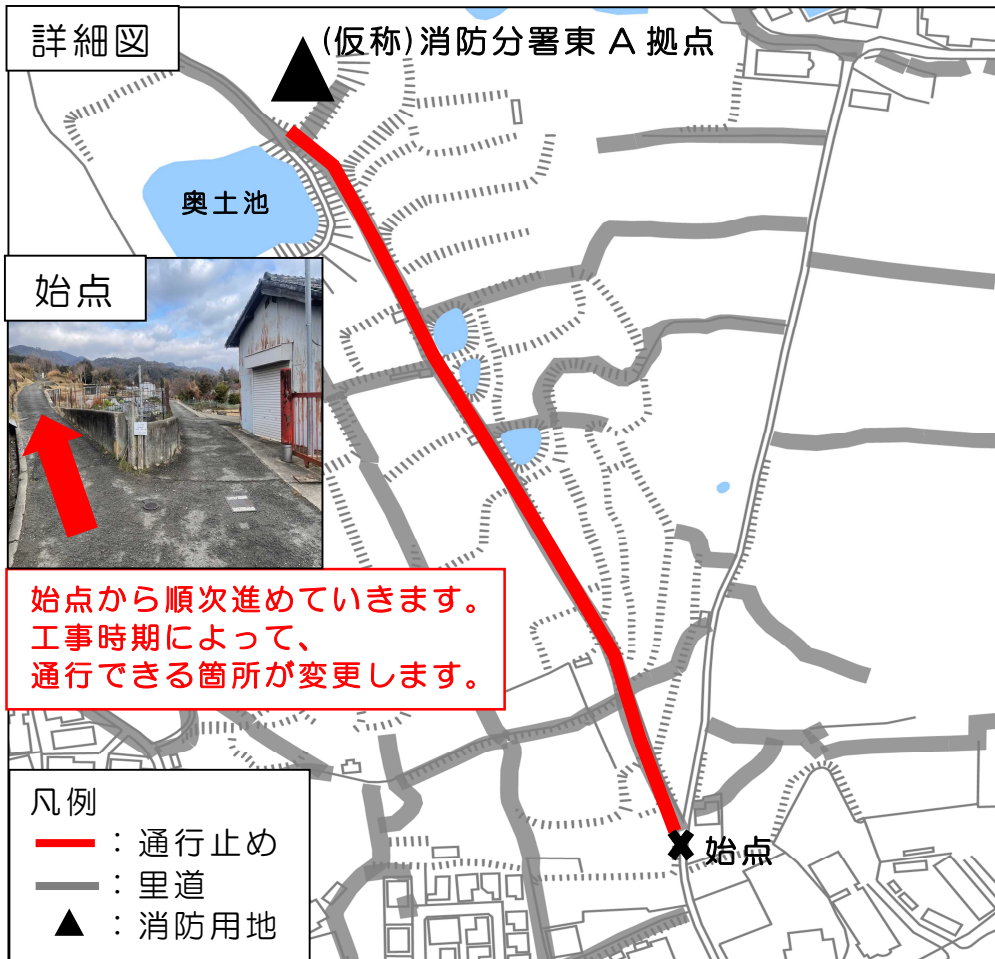 詳細図
(仮称)消防分署東A拠点
奥土池
始点
始点から順次進めていきます。
工事時期によって、
通行できる箇所が変更します。
始点
凡例
：通行止め
：里道
：消防用地